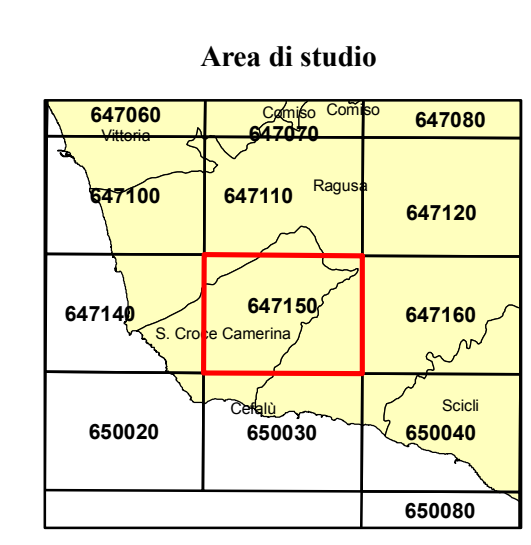 Area di studio
647060
Comiso
Comiso
647080
Vittoria
647070
647100
647110
Ragusa
647120
647140
647150
647160
S. Croce Camerina
Cefalù
Scicli
650020
650030
650040
650080